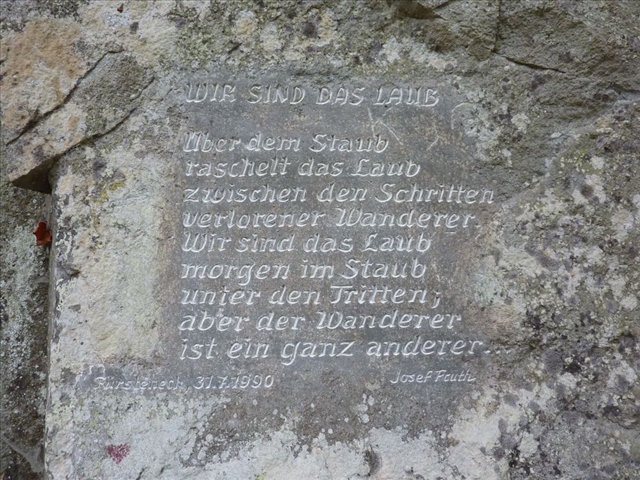 WIR SIND DAS LAUB
Über dem Staub
raschelt das Laub
zwischen den Schritten
verlorener Wanderer.
Wir sind das Laub
morgen im Staub
unter den Tritten;
aber der Wanderer
ist ein ganz anderer...
Fürsteneck, 31.7.1990 Josef Fauth